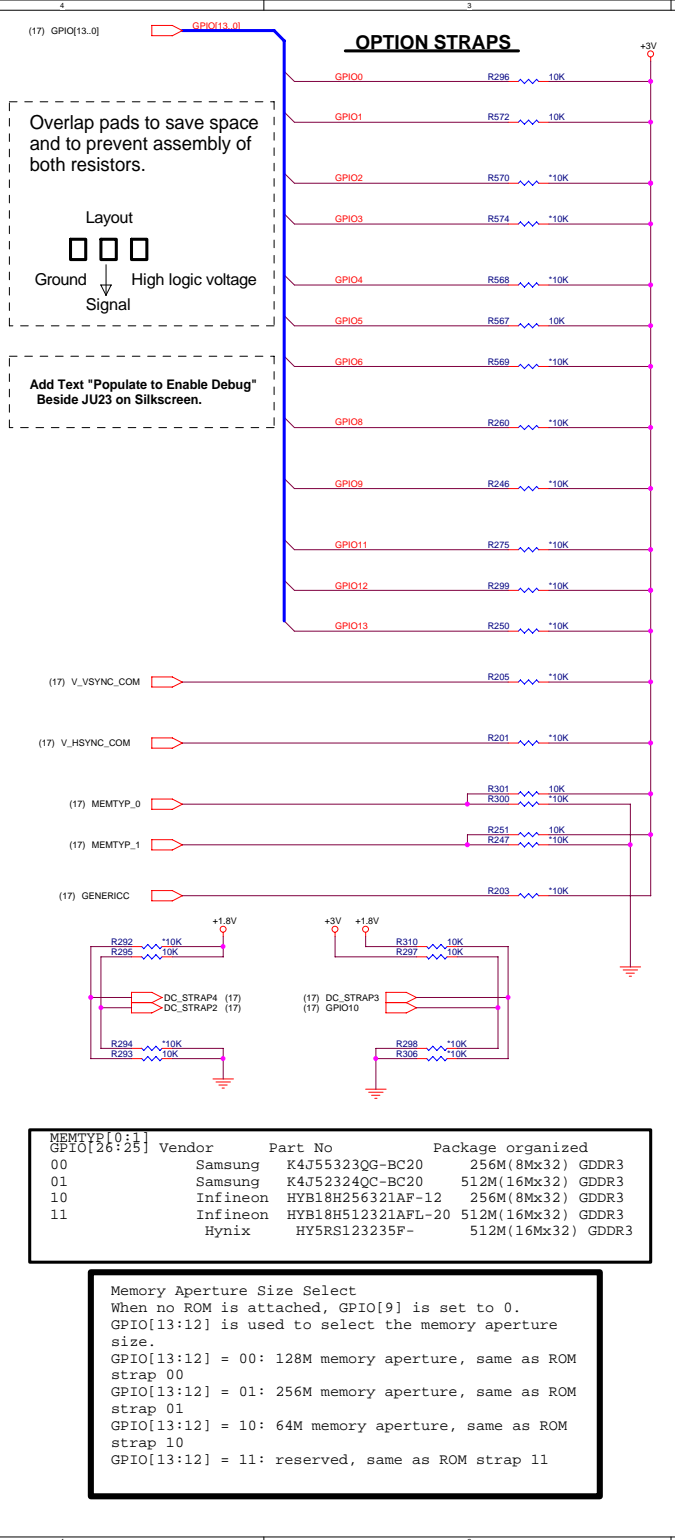 4 3
(17) GPIO[13..0] GPIO[13..0]
OPTION STRAPS
+3V
GPIO0 R296 10K
GPIO1 R572 10K
GPIO2 R570 *10K
GPIO3 R574 *10K
GPIO4 R568 *10K
GPIO5 R567 10K
GPIO6 R569 *10K
GPIO8 R260 *10K
GPIO9 R246 *10K
GPIO11 R275 *10K
GPIO12 R299 *10K
GPIO13 R250 *10K
Overlap pads to save space
and to prevent assembly of
both resistors.
Layout
Ground High logic voltage
Signal
Add Text "Populate to Enable Debug"
Beside JU23 on Silkscreen.
(17) V_VSYNC_COM R205 *10K
(17) V_HSYNC_COM R201 *10K
R301 10K
(17) MEMTYP_0 R300 *10K
R251 10K
(17) MEMTYP_1 R247 *10K
(17) GENERICC R203 *10K
+1.8V +3V +1.8V
R292 *10K R310 10K
R295 10K R297 10K
DC_STRAP4 (17) (17) DC_STRAP3
DC_STRAP2 (17) (17) GPIO10
R294 *10K R298 *10K
R293 10K R306 *10K
MEMTYP[0:1]
GPIO[26:25] Vendor Part No Package organized
00 Samsung K4J55323QG-BC20 256M(8Mx32) GDDR3
01 Samsung K4J52324QC-BC20 512M(16Mx32) GDDR3
10 Infineon HYB18H256321AF-12 256M(8Mx32) GDDR3
11 Infineon HYB18H512321AFL-20 512M(16Mx32) GDDR3
Hynix HY5RS123235F- 512M(16Mx32) GDDR3
Memory Aperture Size Select
When no ROM is attached, GPIO[9] is set to 0.
GPIO[13:12] is used to select the memory aperture
size.
GPIO[13:12] = 00: 128M memory aperture, same as ROM
strap 00
GPIO[13:12] = 01: 256M memory aperture, same as ROM
strap 01
GPIO[13:12] = 10: 64M memory aperture, same as ROM
strap 10
GPIO[13:12] = 11: reserved, same as ROM strap 11